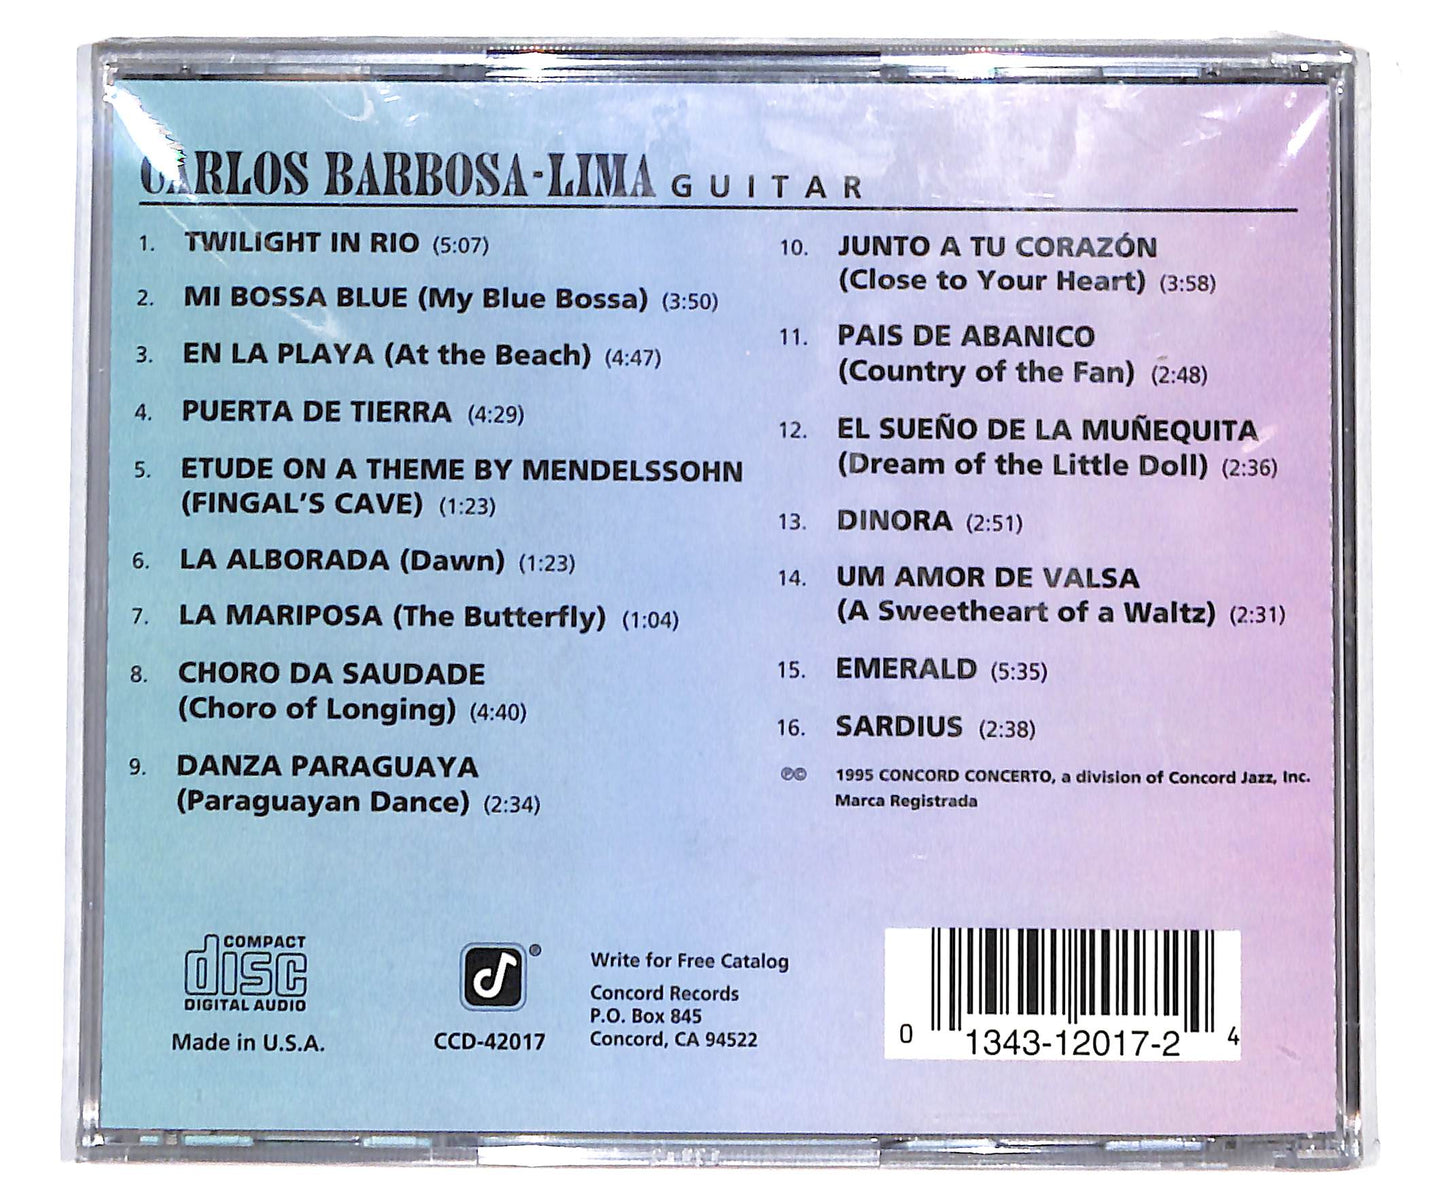 CARLOS BARBOSA-LIMA GUITAR
1. TWILIGHT IN RIO (5:07)
2. MI BOSSA BLUE (My Blue Bossa) (3:50)
3. EN LA PLAYA (At the Beach) (4:47)
4. PUERTA DE TIERRA (4:29)
5. ETUDE ON A THEME BY MENDELSSOHN
(FINGAL'S CAVE) (1:23)
6. LA ALBORADA (Dawn) (1:23)
7. LA MARIPOSA (The Butterfly) (1:04)
8. CHORO DA SAUDADE
(Choro of Longing) (4:40)
9. DANZA PARAGUAYA
(Paraguayan Dance) (2:34)
10. JUNTO A TU CORAZÓN
(Close to Your Heart) (3:58)
11. PAIS DE ABANICO
(Country of the Fan) (2:48)
12. EL SUEÑO DE LA MUÑEQUITA
(Dream of the Little Doll) (2:36)
13. DINORA (2:51)
14. UM AMOR DE VALSA
(A Sweetheart of a Waltz) (2:31)
15. EMERALD (5:35)
16. SARDIUS (2:38)
℗© 1995 CONCORD CONCERTO, a division of Concord Jazz, Inc.
Marca Registrada
COMPACT
disc
DIGITAL AUDIO
Made in U.S.A.
®
CCD-42017
Write for Free Catalog
Concord Records
P.O. Box 845
Concord, CA 94522
0 1343-12017-2 4